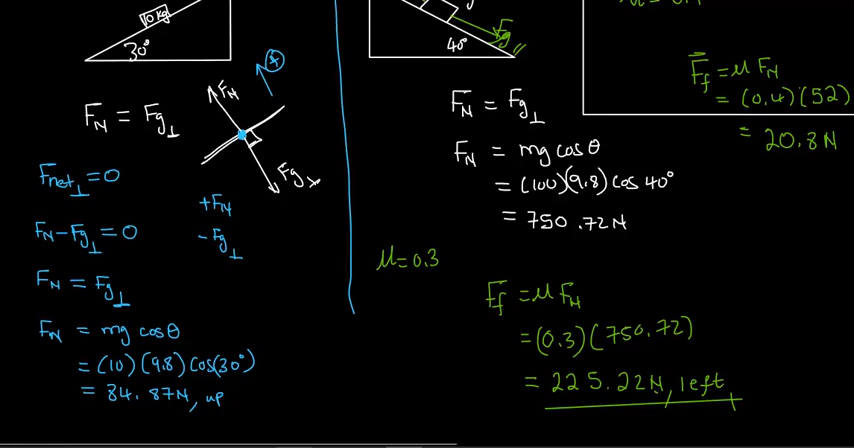 10 kg
30°
F_N = Fg⊥
F_N
+
Fg⊥
Fnet⊥ = 0
F_N - Fg⊥ = 0
+F_N
-Fg⊥
F_N = Fg⊥
F_N = mg cosθ
= (10)(9.8) cos(30°)
= 84.87N, up
40°
F_N = Fg⊥
F_N = mg cosθ
= (100)(9.8) cos 40°
= 750.72N
μ = 0.3
F_f = μ F_N
= (0.3)(750.72)
= 225.22N, left
F_f = μ F_N
= (0.4)(52)
= 20.8N